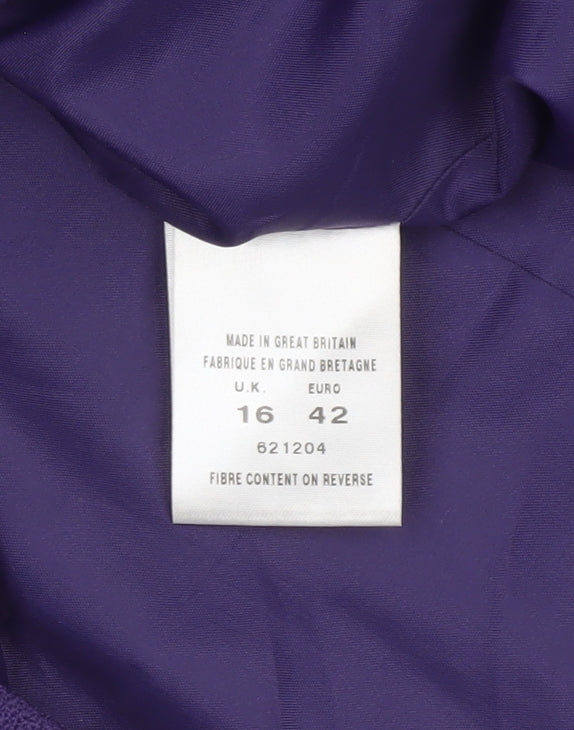 MADE IN GREAT BRITAIN
FABRIQUE EN GRAND BRETAGNE
U.K. EURO
16 42
621204
FIBRE CONTENT ON REVERSE